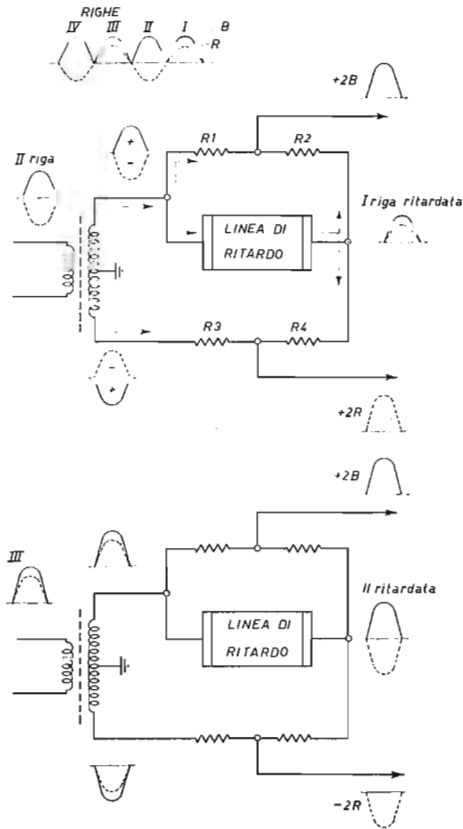 RIGHE
IV III II I B
R
+2B
II riga
+
-
R1 R2
I riga ritardata
LINEA DI
RITARDO
R3 R4
-
+
+2R
+2B
III
II ritardata
LINEA DI
RITARDO
-2R